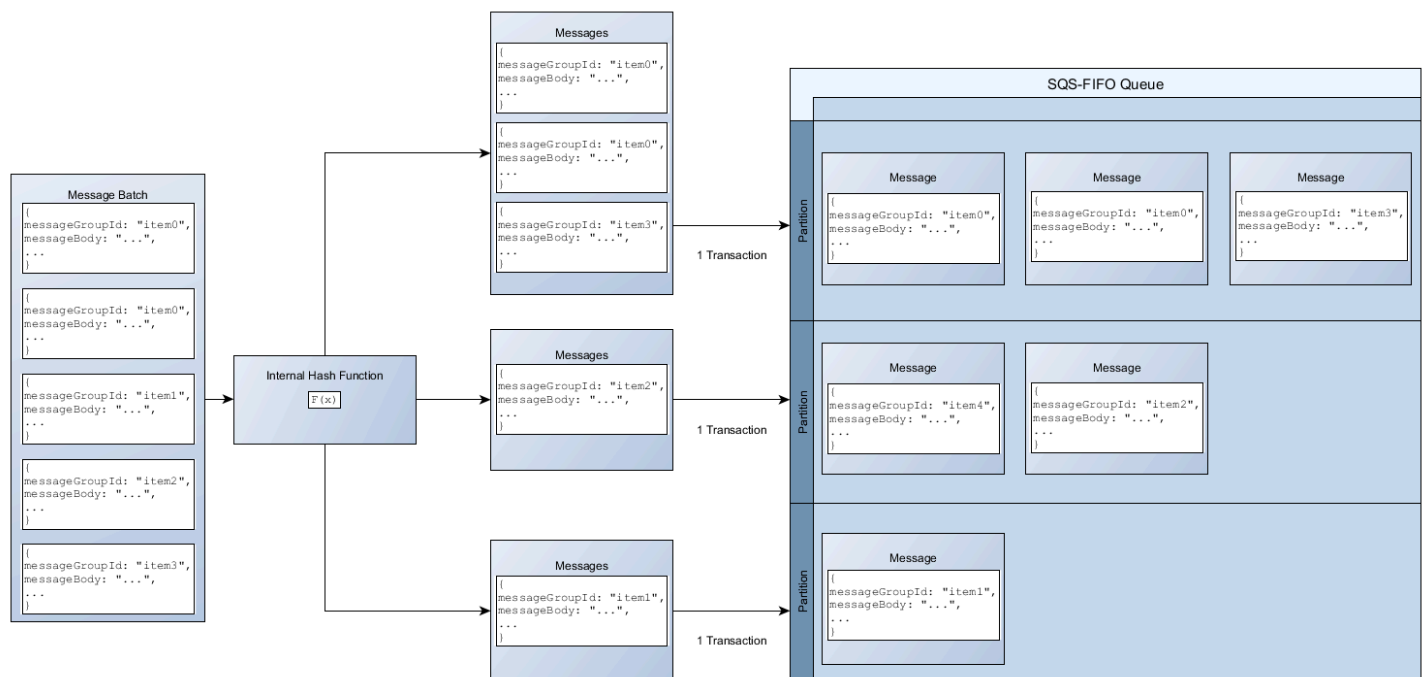 Message Batch
{
messageGroupId: "item0",
messageBody: "...",
...
}
{
messageGroupId: "item0",
messageBody: "...",
...
}
{
messageGroupId: "item1",
messageBody: "...",
...
}
{
messageGroupId: "item2",
messageBody: "...",
...
}
{
messageGroupId: "item3",
messageBody: "...",
...
}
Internal Hash Function
F(x)
Messages
{
messageGroupId: "item0",
messageBody: "...",
...
}
{
messageGroupId: "item0",
messageBody: "...",
...
}
{
messageGroupId: "item3",
messageBody: "...",
...
}
1 Transaction
Messages
{
messageGroupId: "item2",
messageBody: "...",
...
}
1 Transaction
Messages
{
messageGroupId: "item1",
messageBody: "...",
...
}
1 Transaction
SQS-FIFO Queue
Partition
Message
{
messageGroupId: "item0",
messageBody: "...",
...
}
Message
{
messageGroupId: "item0",
messageBody: "...",
...
}
Message
{
messageGroupId: "item3",
messageBody: "...",
...
}
Partition
Message
{
messageGroupId: "item4",
messageBody: "...",
...
}
Message
{
messageGroupId: "item2",
messageBody: "...",
...
}
Partition
Message
{
messageGroupId: "item1",
messageBody: "...",
...
}